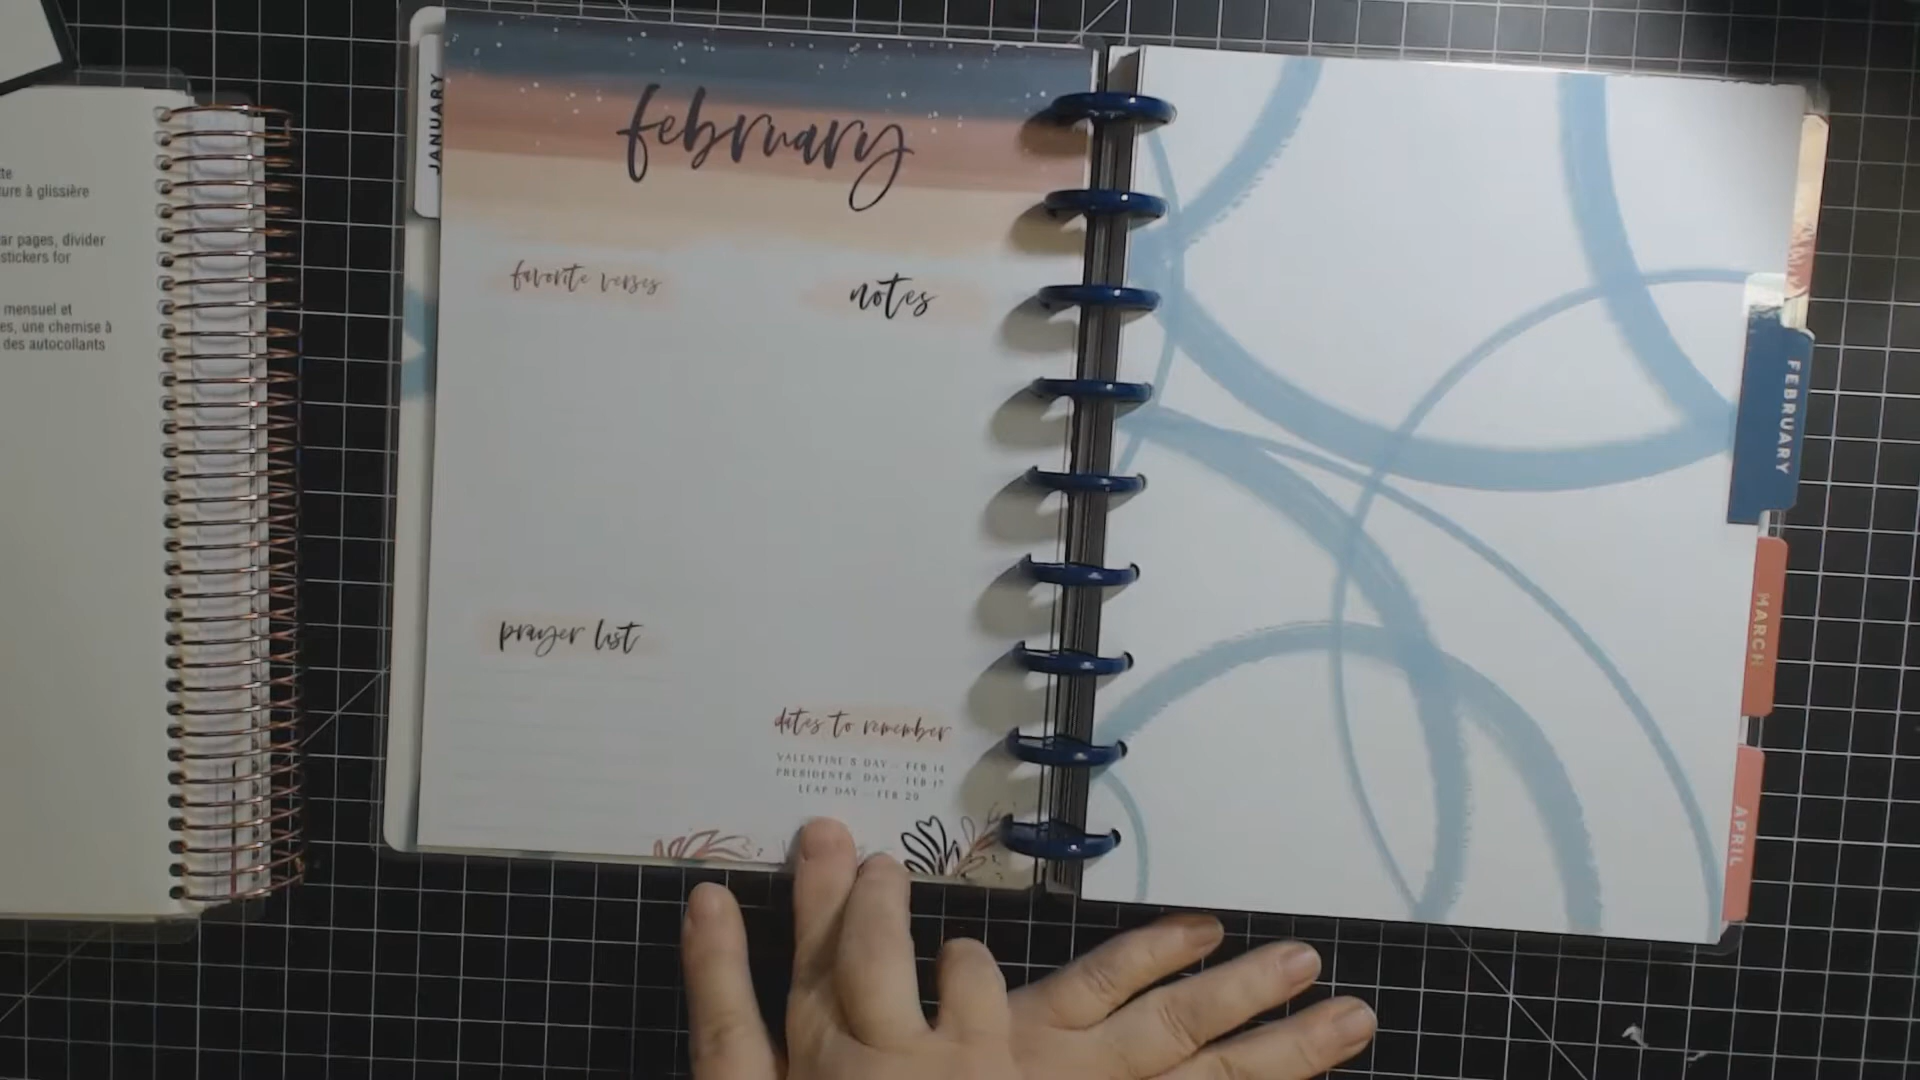 tte
ure à glissière
ar pages, divider
stickers for
mensuel et
es, une chemise à
des autocollants
JANUARY
february
favorite verses
notes
prayer list
dates to remember
VALENTINE'S DAY - FEB 14
PRESIDENTS' DAY - FEB 17
LEAP DAY - FEB 29
FEBRUARY
MARCH
APRIL